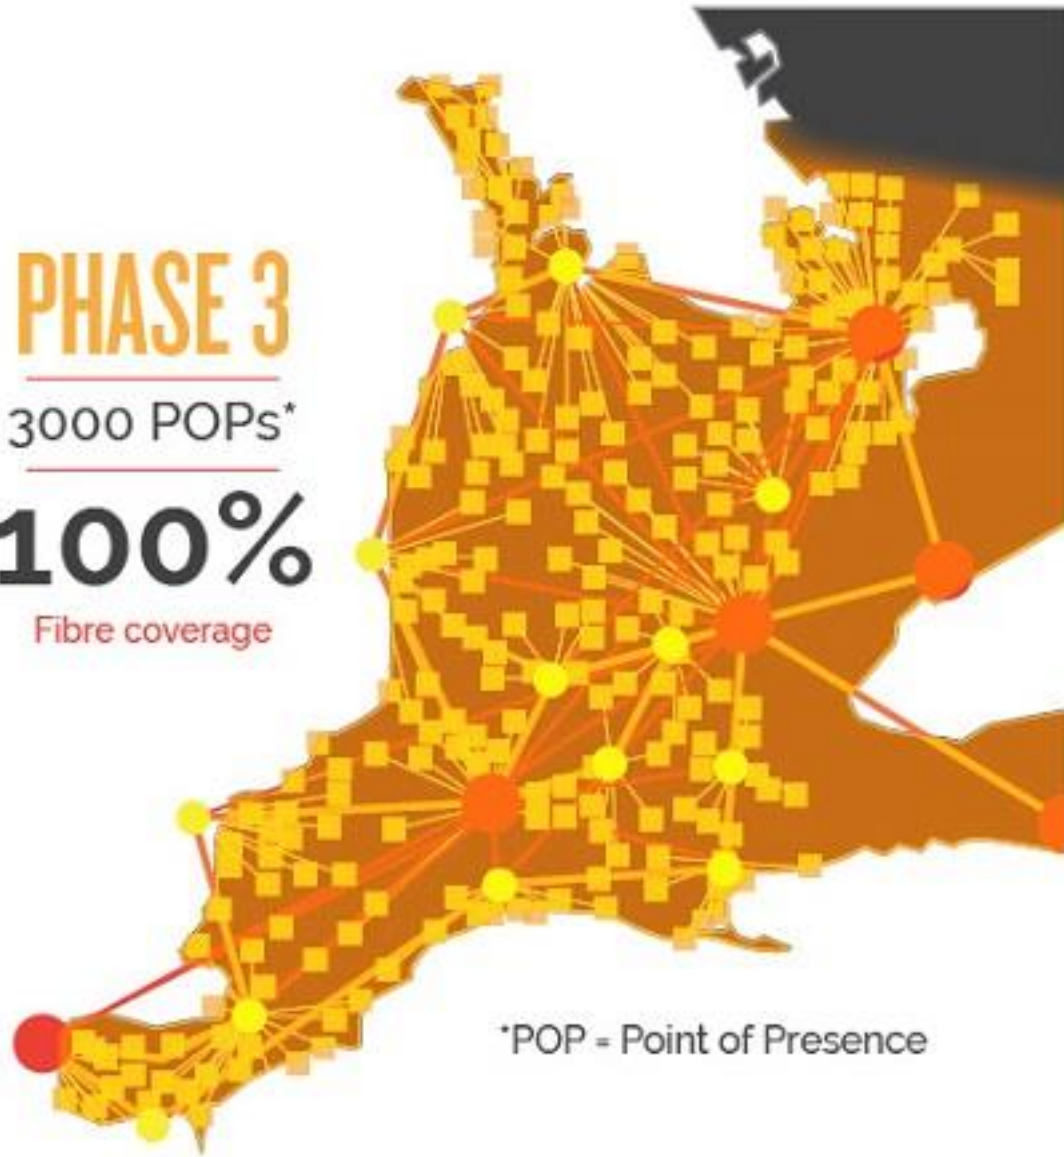 PHASE 3
3000 POPs*
100%
Fibre coverage
*POP = Point of Presence